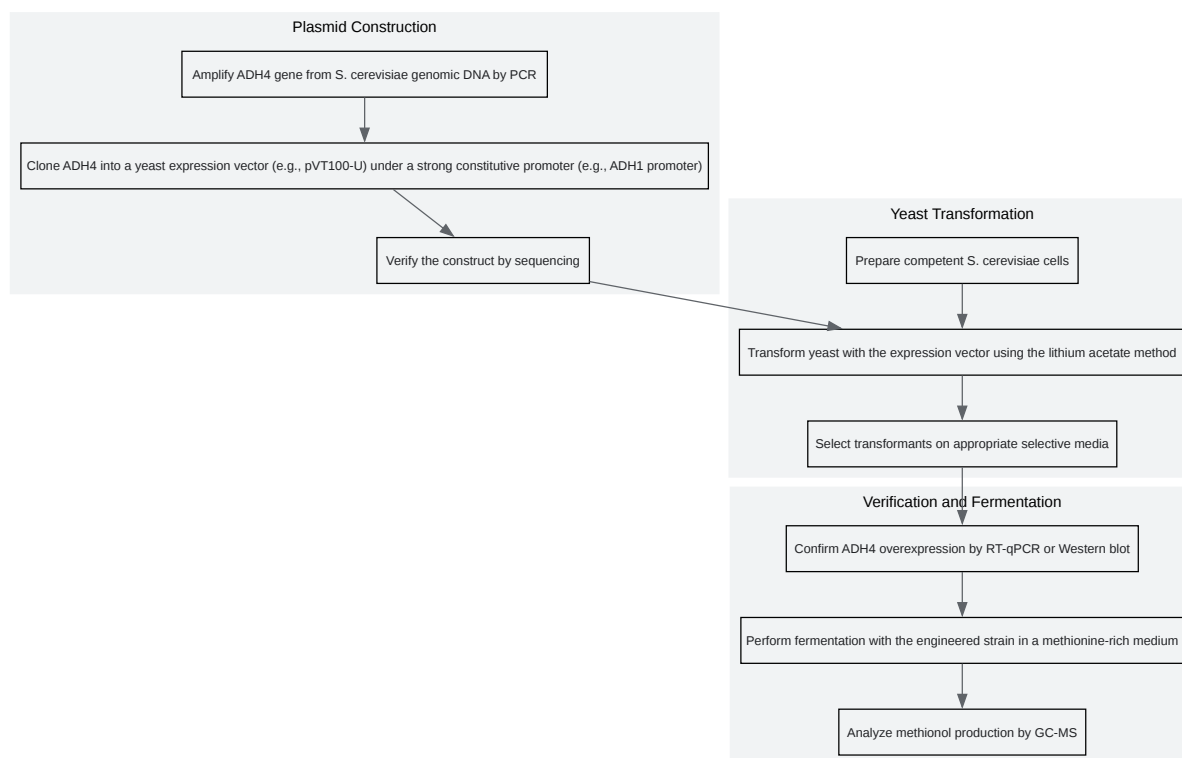 Plasmid Construction
Amplify ADH4 gene from S. cerevisiae genomic DNA by PCR
Clone ADH4 into a yeast expression vector (e.g., pVT100-U) under a strong constitutive promoter (e.g., ADH1 promoter)
Verify the construct by sequencing
Yeast Transformation
Prepare competent S. cerevisiae cells
Transform yeast with the expression vector using the lithium acetate method
Select transformants on appropriate selective media
Verification and Fermentation
Confirm ADH4 overexpression by RT-qPCR or Western blot
Perform fermentation with the engineered strain in a methionine-rich medium
Analyze methionol production by GC-MS